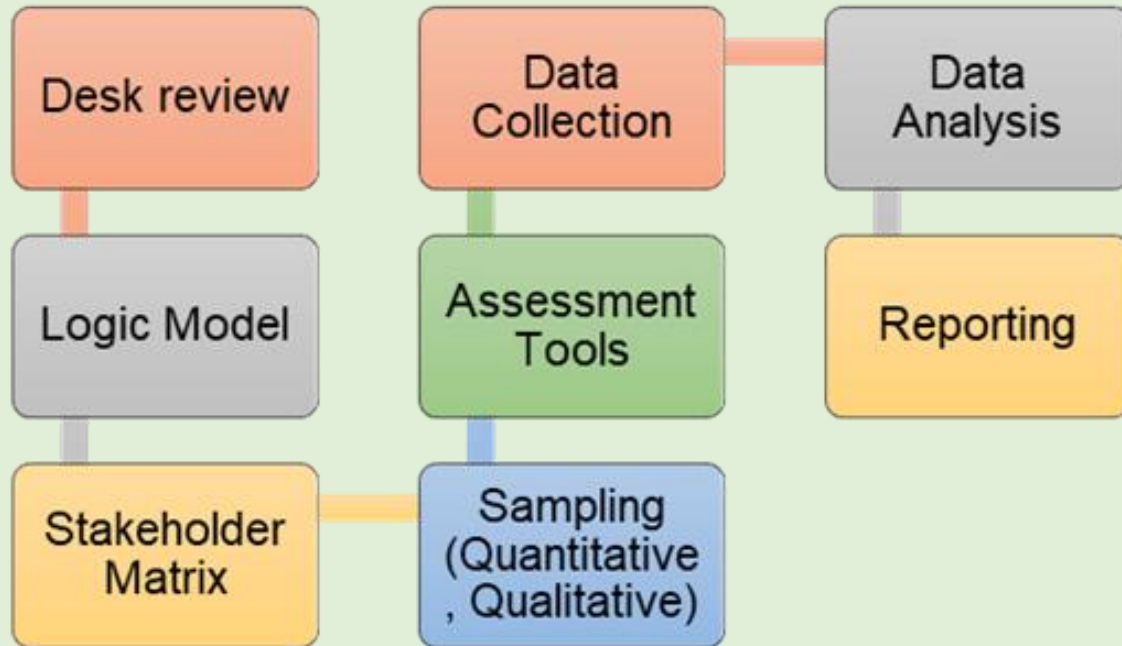 Desk review
Logic Model
Stakeholder
Matrix
Sampling
(Quantitative
, Qualitative)
Assessment
Tools
Data
Collection
Data
Analysis
Reporting